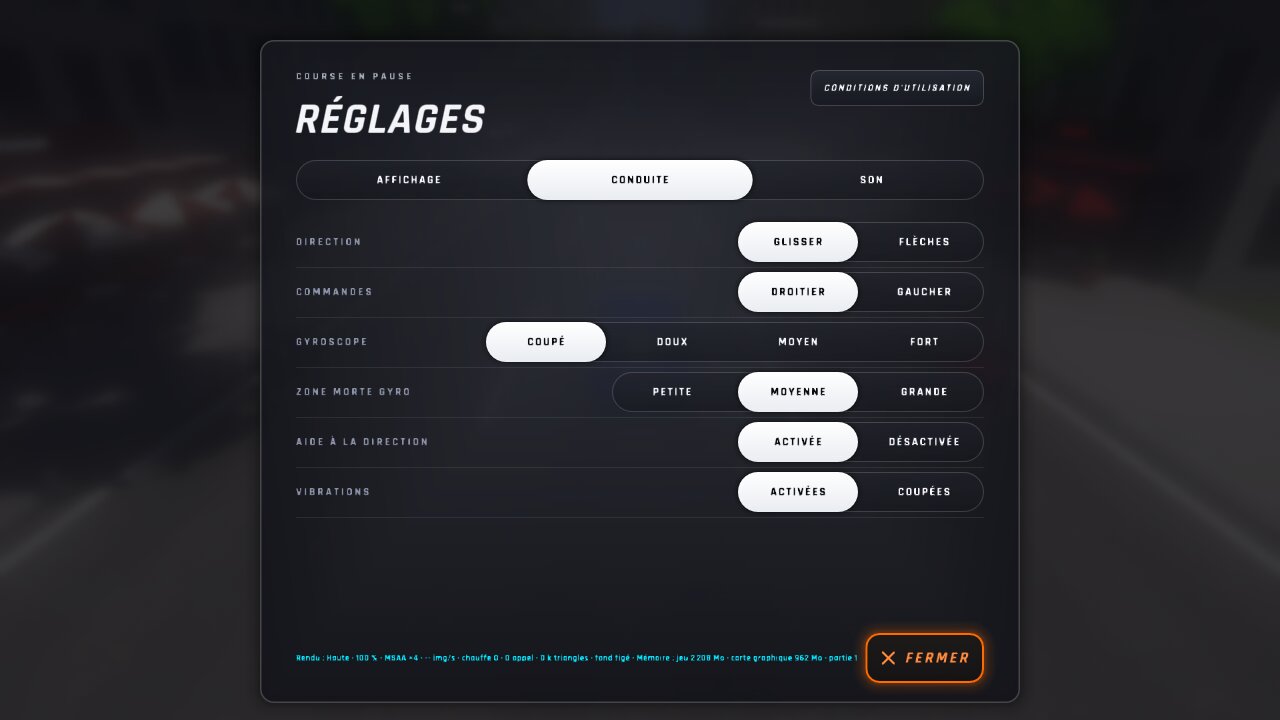 COURSE EN PAUSE
CONDITIONS D'UTILISATION
RÉGLAGES
AFFICHAGE CONDUITE SON
DIRECTION GLISSER FLÈCHES
COMMANDES DROITIER GAUCHER
GYROSCOPE COUPÉ DOUX MOYEN FORT
ZONE MORTE GYRO PETITE MOYENNE GRANDE
AIDE À LA DIRECTION ACTIVÉE DÉSACTIVÉE
VIBRATIONS ACTIVÉES COUPÉES
Rendu : Haute · 100 % · MSAA ×4 · -- img/s · chauffe 0 · 0 appel · 0 k triangles · fond figé · Mémoire : jeu 2 208 Mo · carte graphique 962 Mo · partie 1
× FERMER